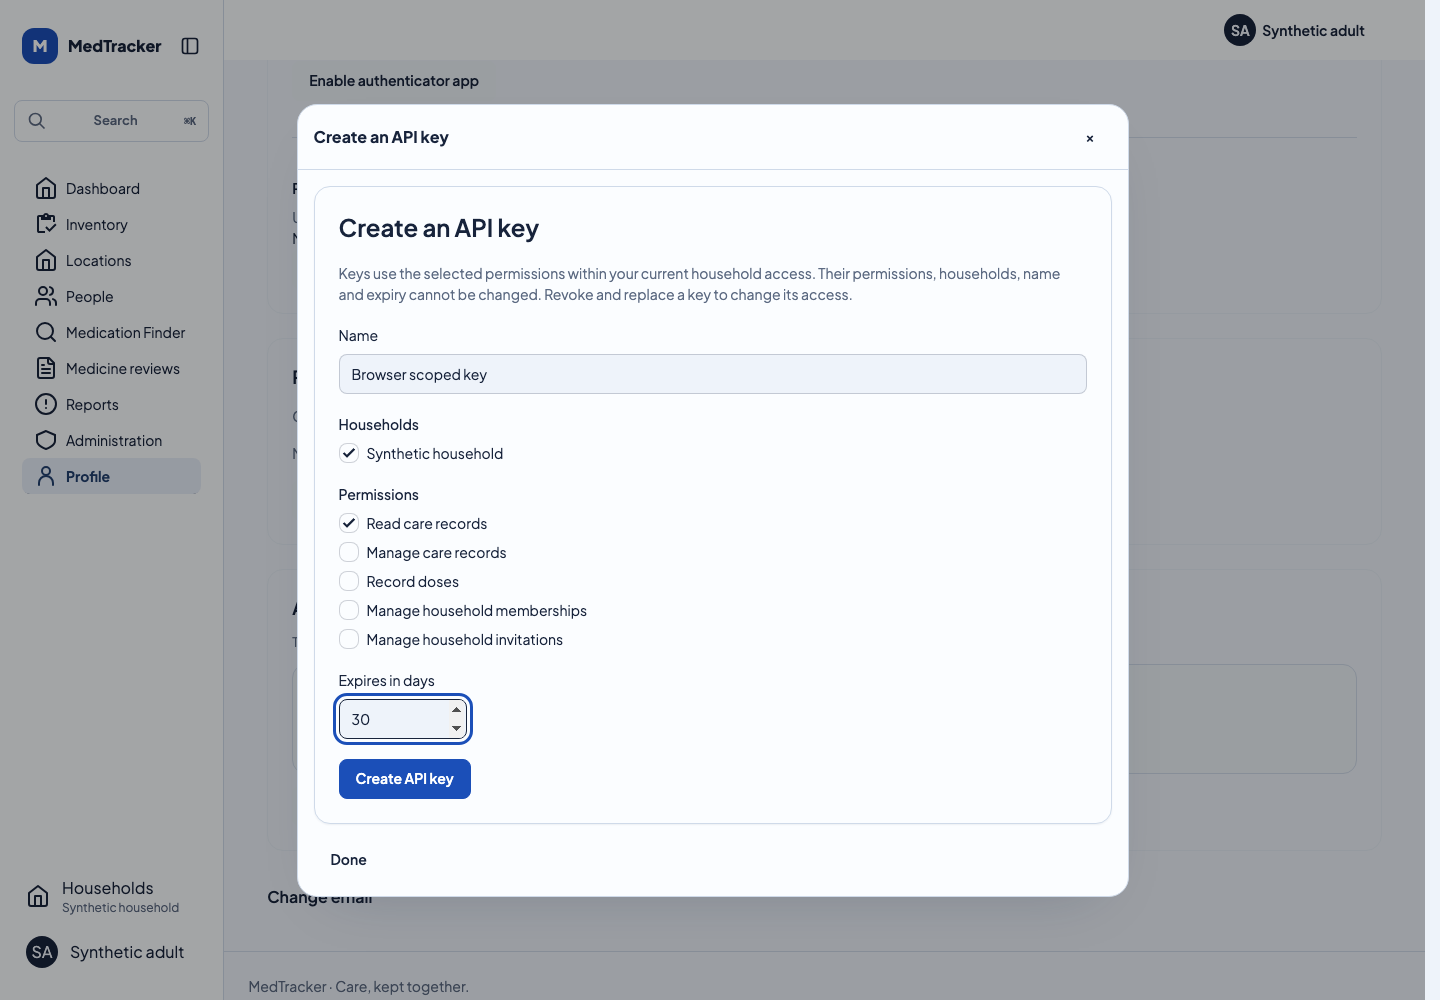 M MedTracker
Search ⌘K
Dashboard
Inventory
Locations
People
Medication Finder
Medicine reviews
Reports
Administration
Profile
Households
Synthetic household
SA Synthetic adult
SA Synthetic adult
Enable authenticator app
Create an API key ×
Create an API key
Keys use the selected permissions within your current household access. Their permissions, households, name
and expiry cannot be changed. Revoke and replace a key to change its access.
Name
Browser scoped key
Households
Synthetic household
Permissions
Read care records
Manage care records
Record doses
Manage household memberships
Manage household invitations
Expires in days
30
Create API key
Done
Change email
MedTracker · Care, kept together.